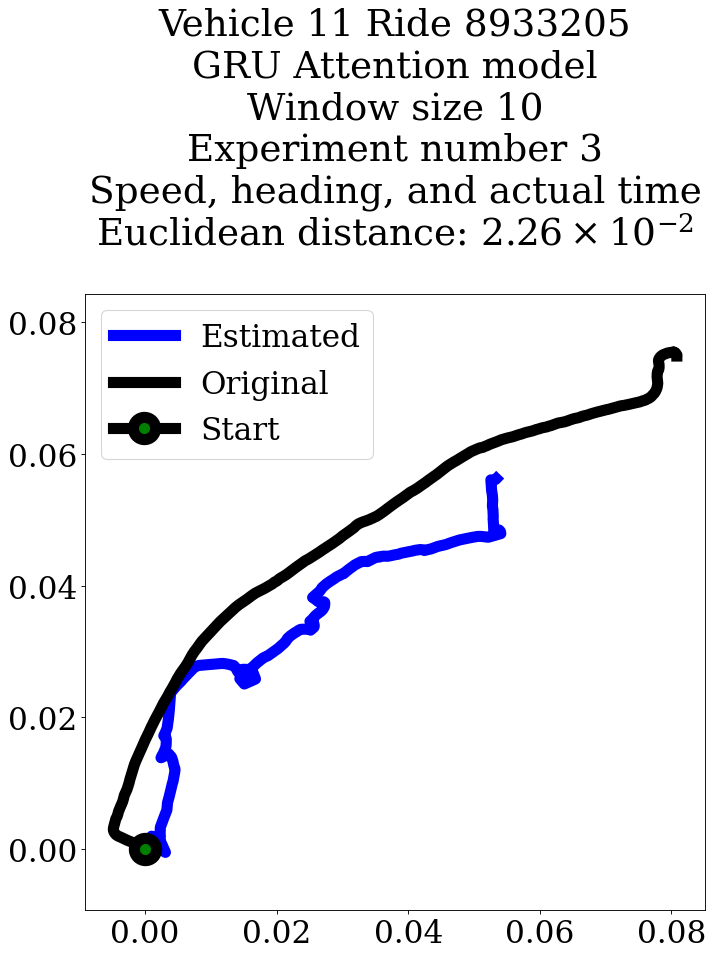 Vehicle 11 Ride 8933205
GRU Attention model
Window size 10
Experiment number 3
Speed, heading, and actual time
Euclidean distance: 2.26 × 10⁻²
Estimated
Original
Start
0.08
0.06
0.04
0.02
0.00
0.00 0.02 0.04 0.06 0.08